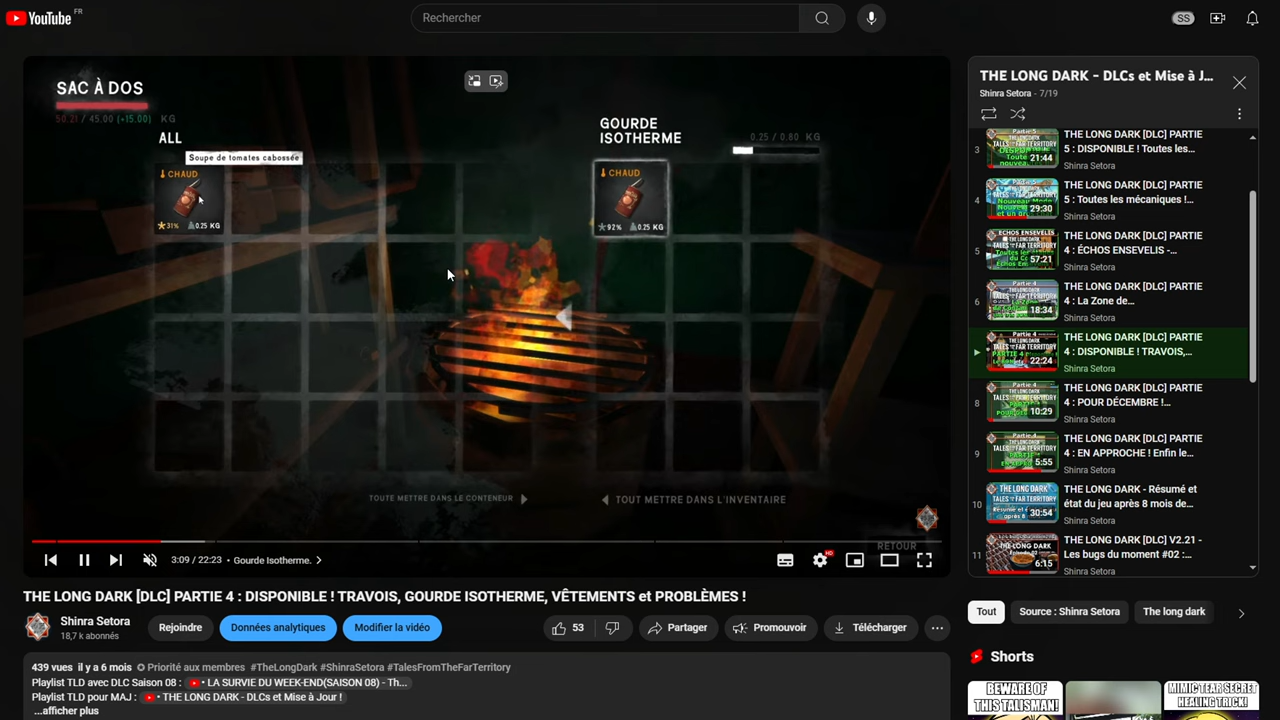 YouTube FR
Rechercher
SS
SAC À DOS
50.21 / 45.00 (+15.00) KG
ALL
Soupe de tomates cabossée
CHAUD
31% 0.25 KG
GOURDE
ISOTHERME
0.25 / 0.80 KG
CHAUD
92% 0.25 KG
TOUTE METTRE DANS LE CONTENEUR
TOUT METTRE DANS L'INVENTAIRE
RETOUR
3:09 / 22:23 • Gourde Isotherme.
HD
THE LONG DARK [DLC] PARTIE 4 : DISPONIBLE ! TRAVOIS, GOURDE ISOTHERME, VÊTEMENTS et PROBLÈMES !
Shinra Setora
18,7 k abonnés
Rejoindre
Données analytiques
Modifier la vidéo
53
Partager
Promouvoir
Télécharger
439 vues il y a 6 mois Priorité aux membres #TheLongDark #ShinraSetora #TalesFromTheFarTerritory
Playlist TLD avec DLC Saison 08 : • LA SURVIE DU WEEK-END(SAISON 08) - Th...
Playlist TLD pour MAJ : • THE LONG DARK - DLCs et Mise à Jour !
...afficher plus
THE LONG DARK - DLCs et Mise à J...
Shinra Setora - 7/19
3
21:44
THE LONG DARK [DLC] PARTIE
5 : DISPONIBLE ! Toutes les...
Shinra Setora
4
29:30
THE LONG DARK [DLC] PARTIE
5 : Toutes les mécaniques !...
Shinra Setora
5
57:21
THE LONG DARK [DLC] PARTIE
4 : ÉCHOS ENSEVELIS -...
Shinra Setora
6
18:34
THE LONG DARK [DLC] PARTIE
4 : La Zone de...
Shinra Setora
22:24
THE LONG DARK [DLC] PARTIE
4 : DISPONIBLE ! TRAVOIS,...
Shinra Setora
8
10:29
THE LONG DARK [DLC] PARTIE
4 : POUR DÉCEMBRE !...
Shinra Setora
9
5:55
THE LONG DARK [DLC] PARTIE
4 : EN APPROCHE ! Enfin le...
Shinra Setora
10
30:54
THE LONG DARK - Résumé et
état du jeu après 8 mois de...
Shinra Setora
11
6:15
THE LONG DARK V2.21 -
Les bugs du moment #02 :...
Shinra Setora
Tout
Source : Shinra Setora
The long dark
Shorts
BEWARE OF
THIS TALISMAN!
MIMIC TEAR SECRET
HEALING TRICK!